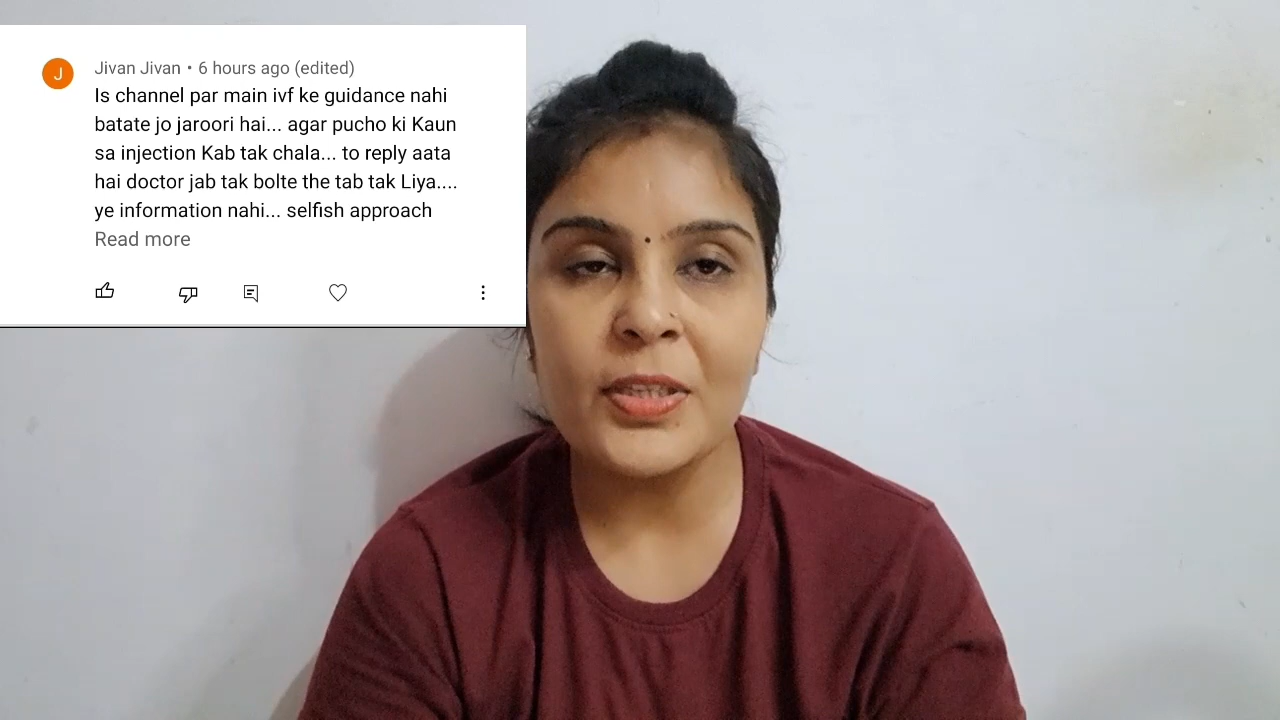 J
Jivan Jivan • 6 hours ago (edited)
Is channel par main ivf ke guidance nahi
batate jo jaroori hai... agar pucho ki Kaun
sa injection Kab tak chala... to reply aata
hai doctor jab tak bolte the tab tak Liya....
ye information nahi... selfish approach
Read more